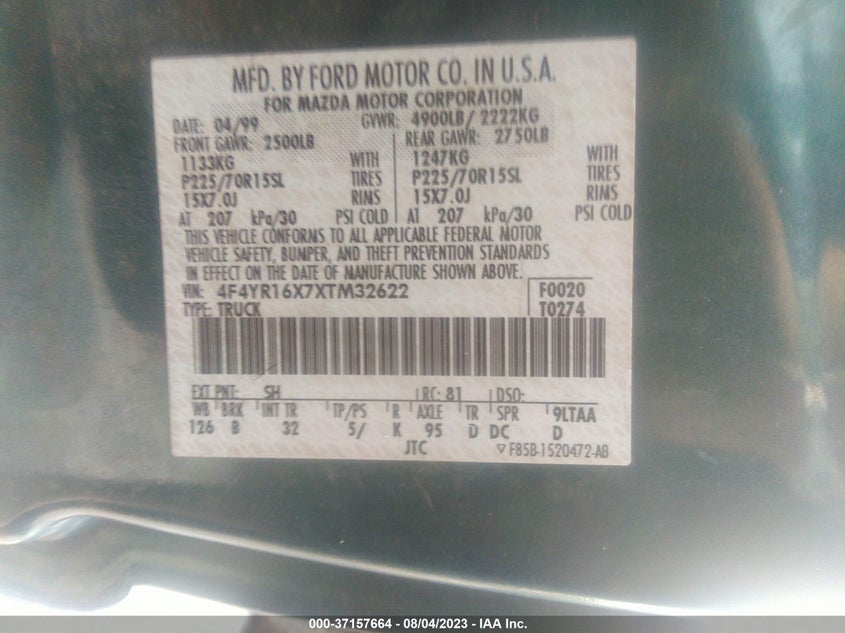 MFD. BY FORD MOTOR CO. IN U.S.A.
FOR MAZDA MOTOR CORPORATION
DATE: 04/99 GVWR: 4900LB/ 2222KG
FRONT GAWR: 2500LB REAR GAWR: 2750LB
1133KG WITH 1247KG WITH
P225/70R15SL TIRES P225/70R15SL TIRES
15X7.0J RIMS 15X7.0J RIMS
AT 207 kPa/30 PSI COLD AT 207 kPa/30 PSI COLD
THIS VEHICLE CONFORMS TO ALL APPLICABLE FEDERAL MOTOR
VEHICLE SAFETY, BUMPER, AND THEFT PREVENTION STANDARDS
IN EFFECT ON THE DATE OF MANUFACTURE SHOWN ABOVE.
VIN: 4F4YR16X7XTM32622 F0020
TYPE: TRUCK T0274
EXT PNT: SH RC: 81 DSO:
WB BRK INT TR TP/PS R AXLE TR SPR 9LTAA
126 B 32 5/ K 95 D DC D
JTC ▽ F85B-1520472-AB
000-37157664 - 08/04/2023 - IAA Inc.